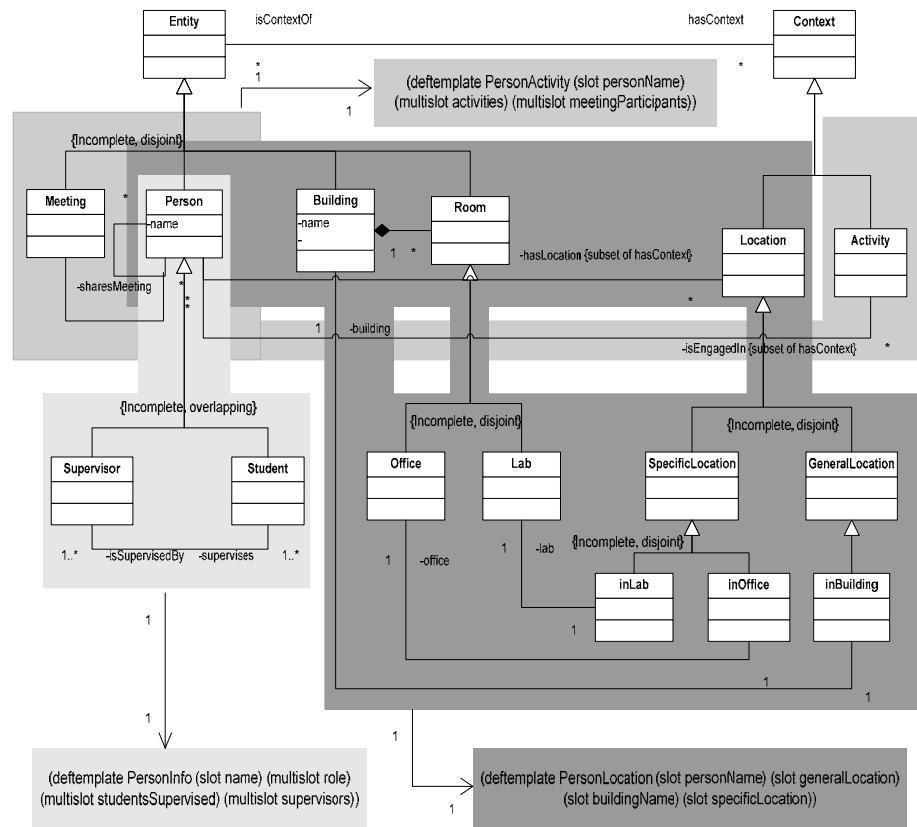 Entity
isContextOf
hasContext
Context
*
1
*
1
(deftemplate PersonActivity (slot personName)
(multislot activities) (multislot meetingParticipants))
{Incomplete, disjoint}
Meeting
*
Person
-name
Building
-name
-
Room
1
*
-hasLocation {subset of hasContext}
Location
Activity
-sharesMeeting
*
*
*
*
1
-building
-isEngagedIn {subset of hasContext}
*
{Incomplete, overlapping}
{Incomplete, disjoint}
{Incomplete, disjoint}
Supervisor
Student
Office
Lab
SpecificLocation
GeneralLocation
1..*
-isSupervisedBy
-supervises
1..*
1
-office
1
-lab
{Incomplete, disjoint}
inLab
inOffice
inBuilding
1
1
1
1
1
1
1
(deftemplate PersonInfo (slot name) (multislot role)
(multislot studentsSupervised) (multislot supervisors))
(deftemplate PersonLocation (slot personName) (slot generalLocation)
(slot buildingName) (slot specificLocation))